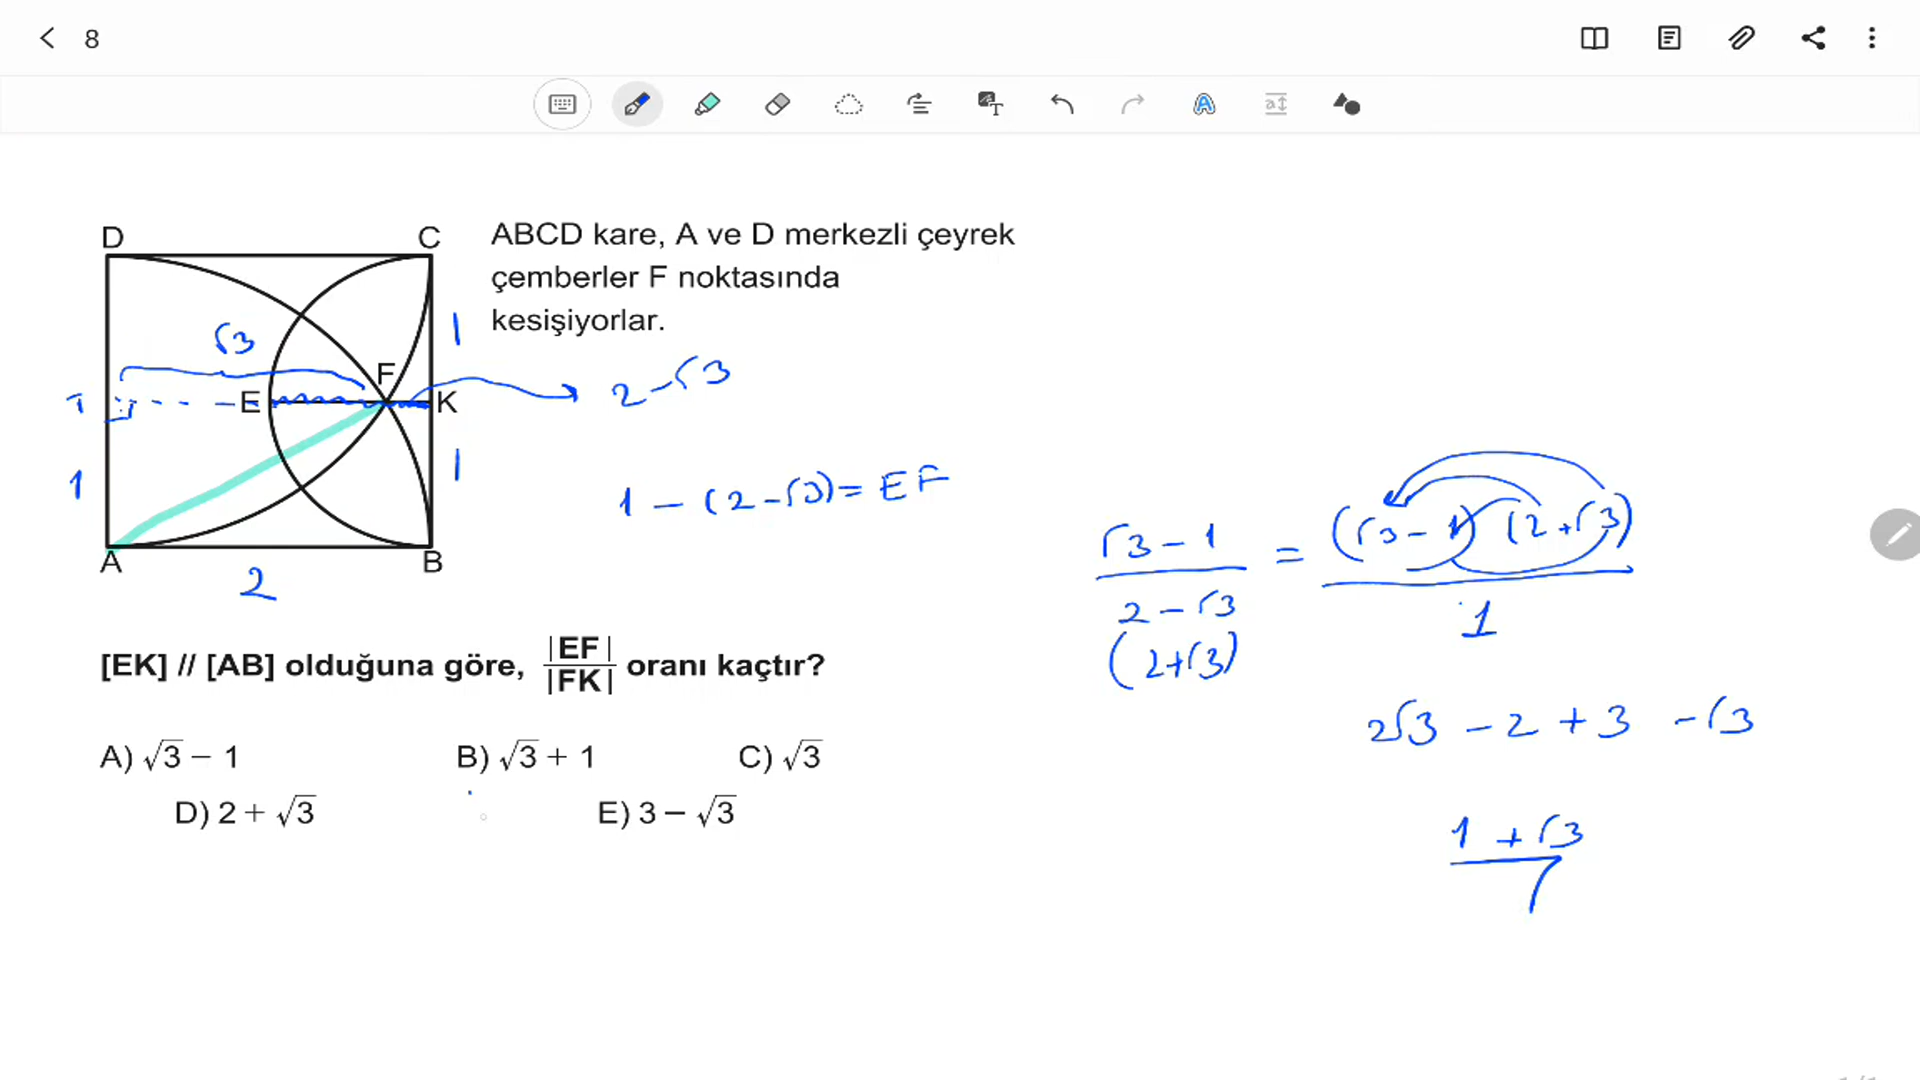 8
D
C
ABCD kare, A ve D merkezli çeyrek
çemberler F noktasında
kesişiyorlar.
√3
1
F
E
K
2-√3
1
1
1
1 - (2-√3) = EF
A
B
2
√3-1 / 2-√3 = (√3-1) (2+√3) / 1
(2+√3)
[EK] // [AB] olduğuna göre, |EF| / |FK| oranı kaçtır?
2√3 - 2 + 3 - √3
A) √3 − 1 B) √3 + 1 C) √3
D) 2 + √3 E) 3 − √3
1 + √3